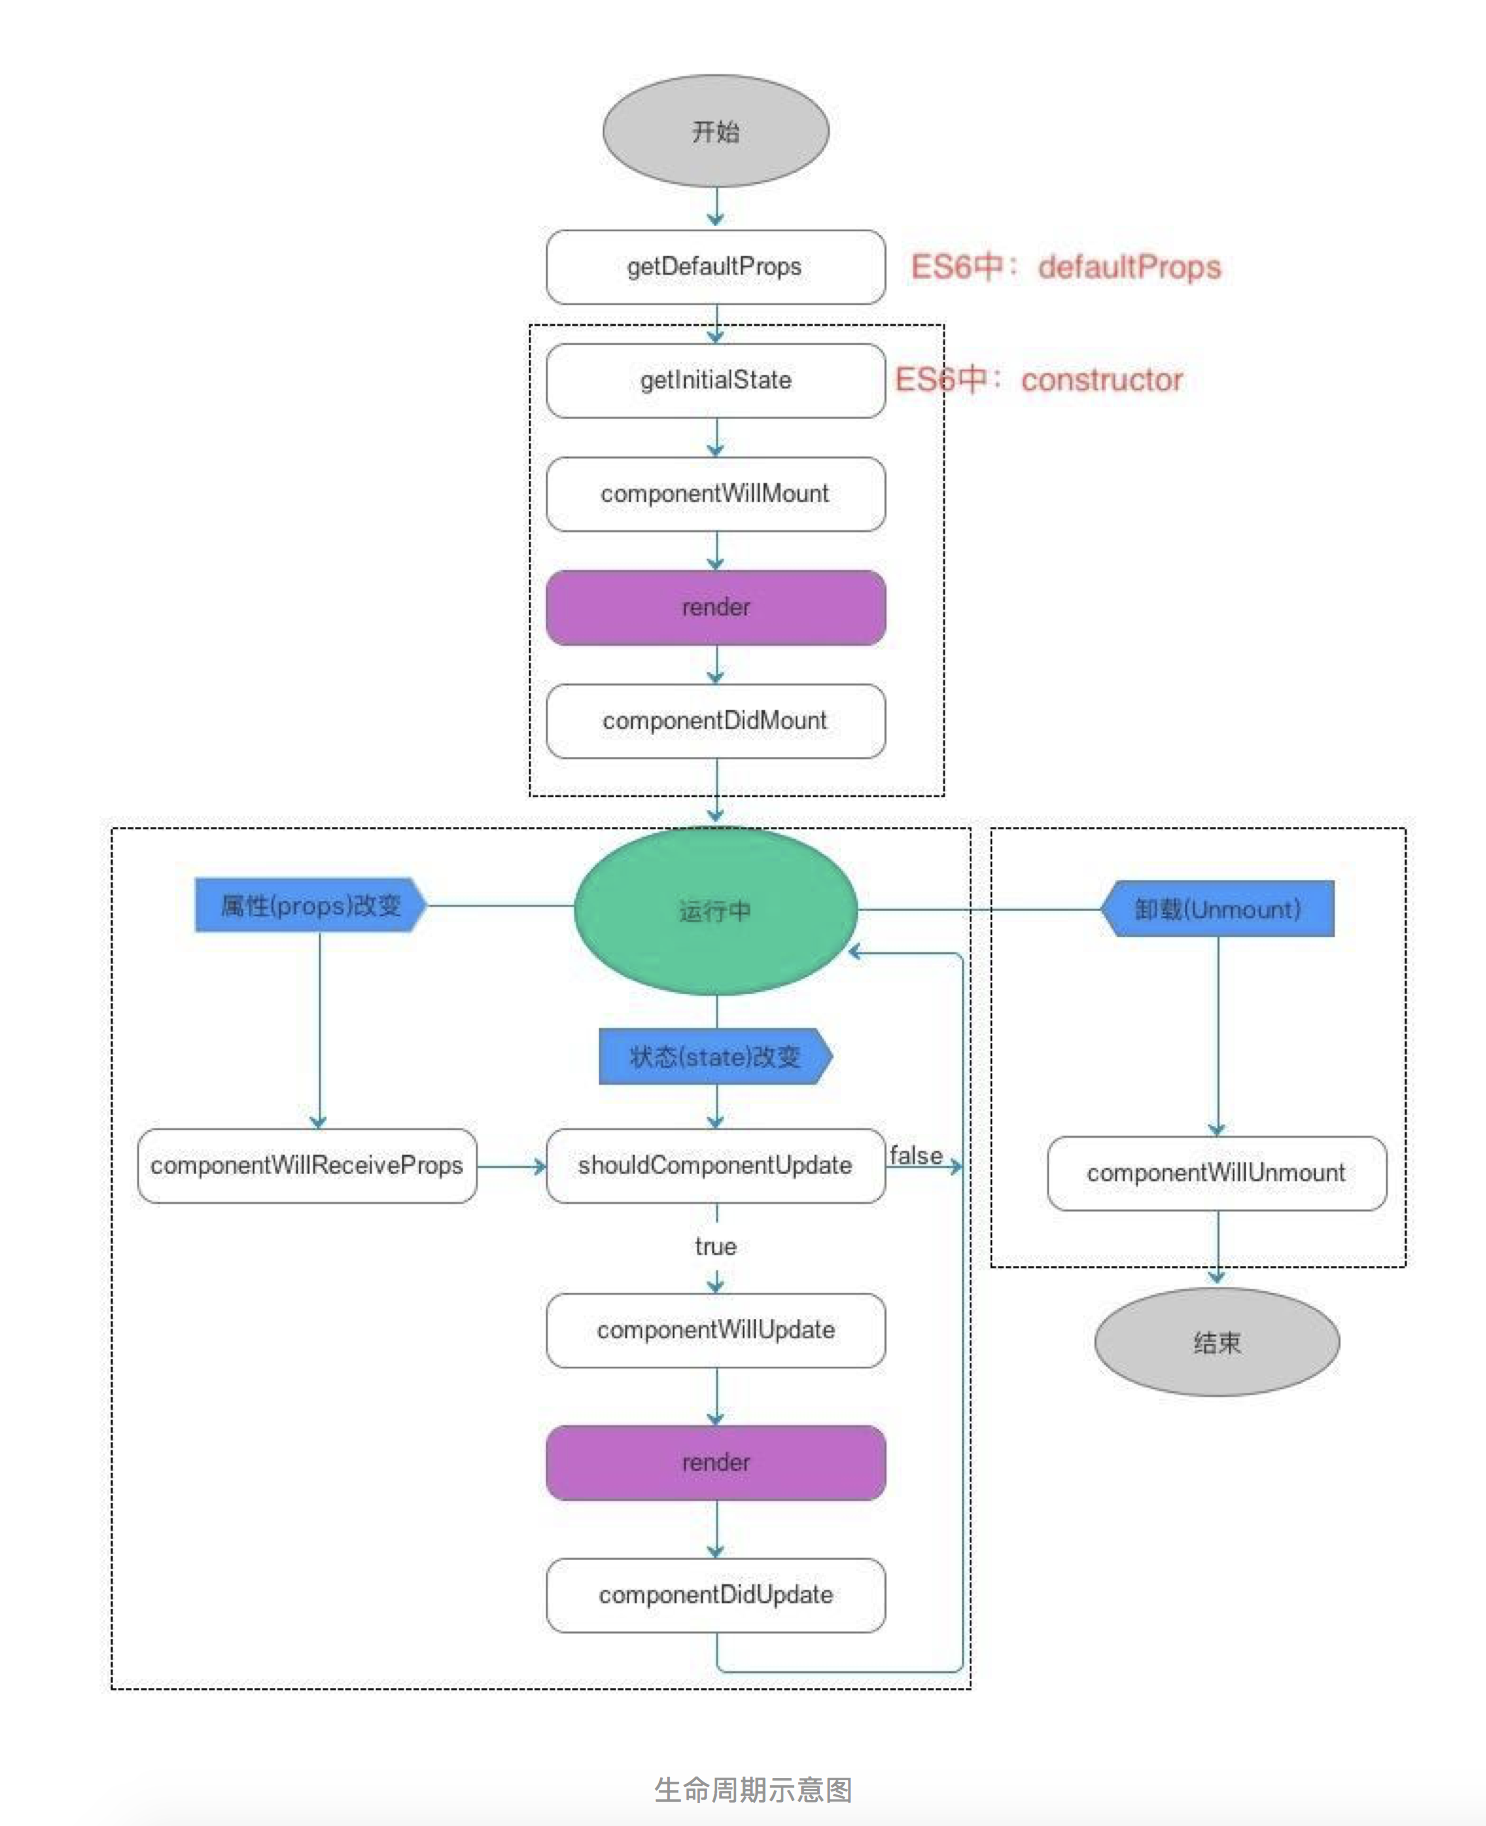 开始
getDefaultProps
ES6中：defaultProps
getInitialState
ES6中：constructor
componentWillMount
render
componentDidMount
属性(props)改变
运行中
卸载(Unmount)
状态(state)改变
componentWillReceiveProps
shouldComponentUpdate
false
componentWillUnmount
true
componentWillUpdate
结束
render
componentDidUpdate
生命周期示意图